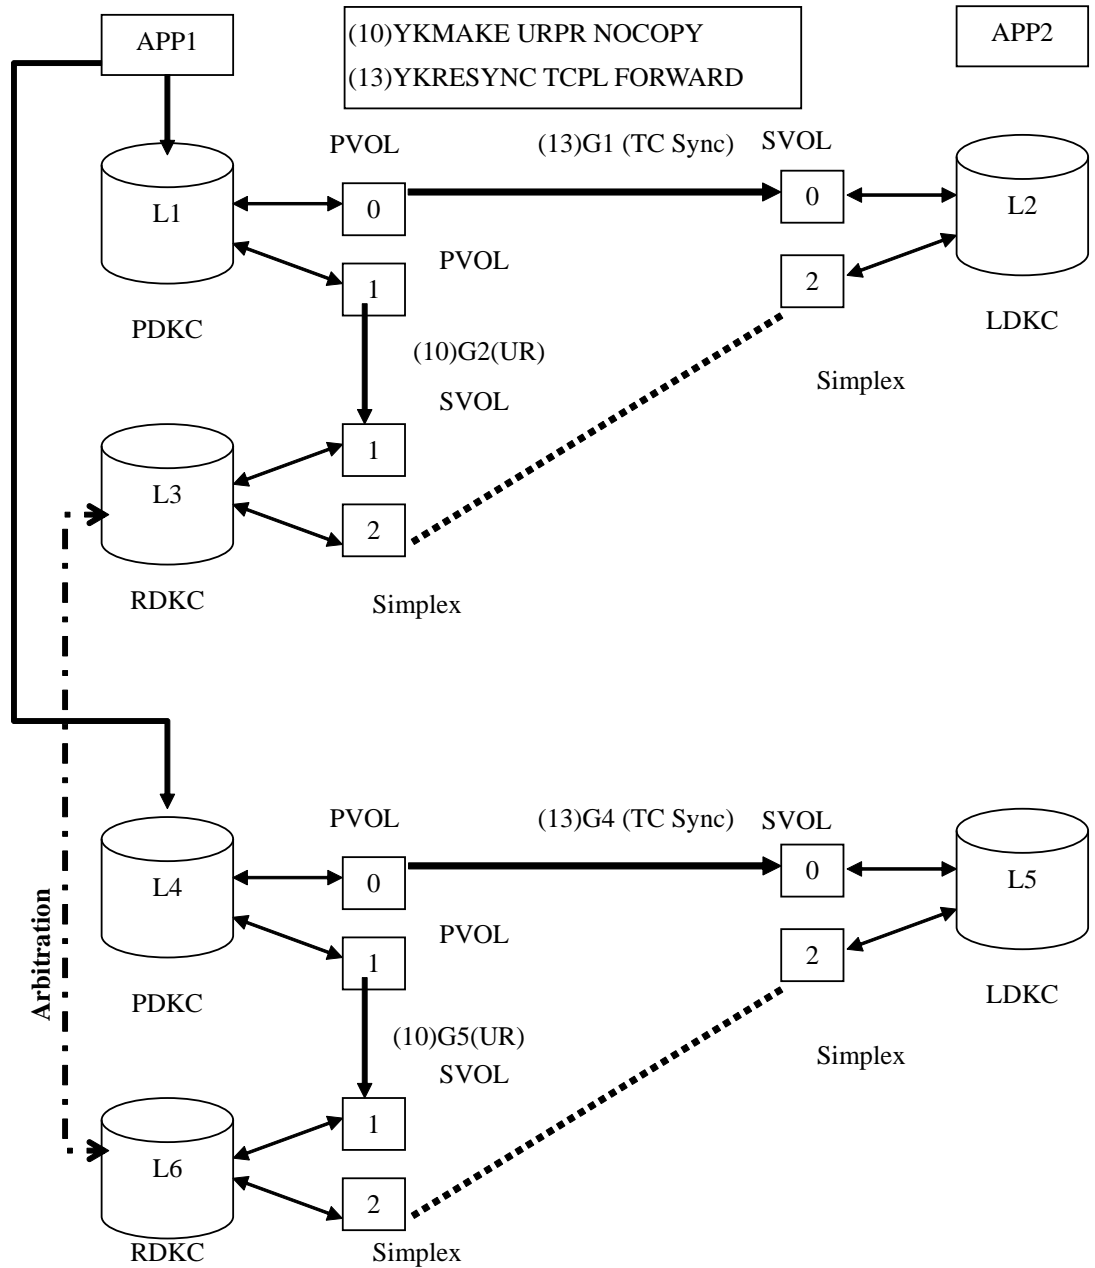 APP1
(10)YKMAKE URPR NOCOPY
(13)YKRESYNC TCPL FORWARD
APP2
PVOL
(13)G1 (TC Sync)
SVOL
L1
0
0
L2
PVOL
1
2
PDKC
LDKC
(10)G2(UR)
SVOL
Simplex
1
L3
2
RDKC
Simplex
PVOL
(13)G4 (TC Sync)
SVOL
L4
0
0
L5
PVOL
1
2
Arbitration
PDKC
LDKC
(10)G5(UR)
SVOL
Simplex
1
L6
2
RDKC
Simplex